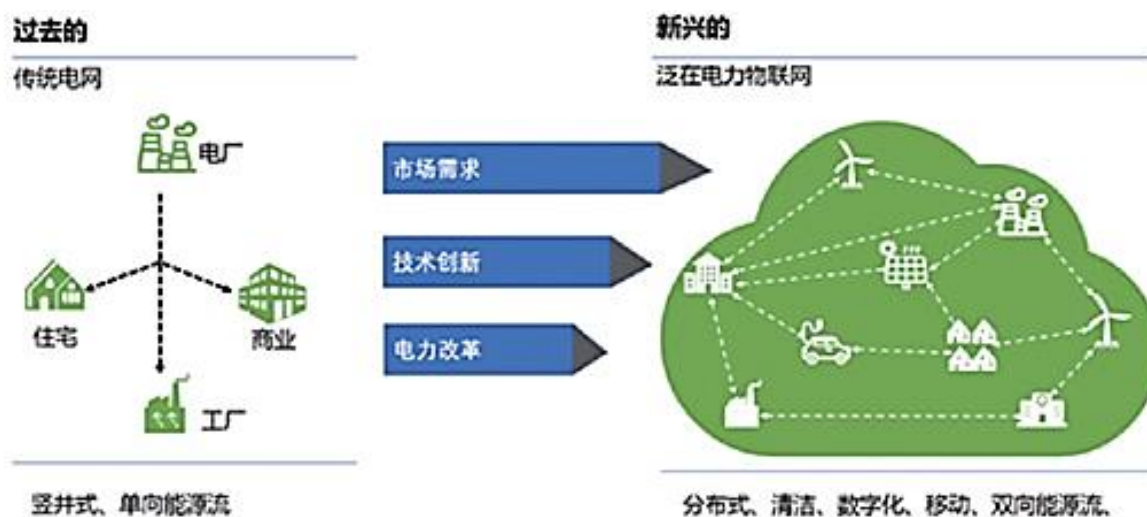 过去的
传统电网
电厂
住宅
商业
工厂
竖井式、单向能源流
市场需求
技术创新
电力改革
新兴的
泛在电力物联网
分布式、清洁、数字化、移动、双向能源流、